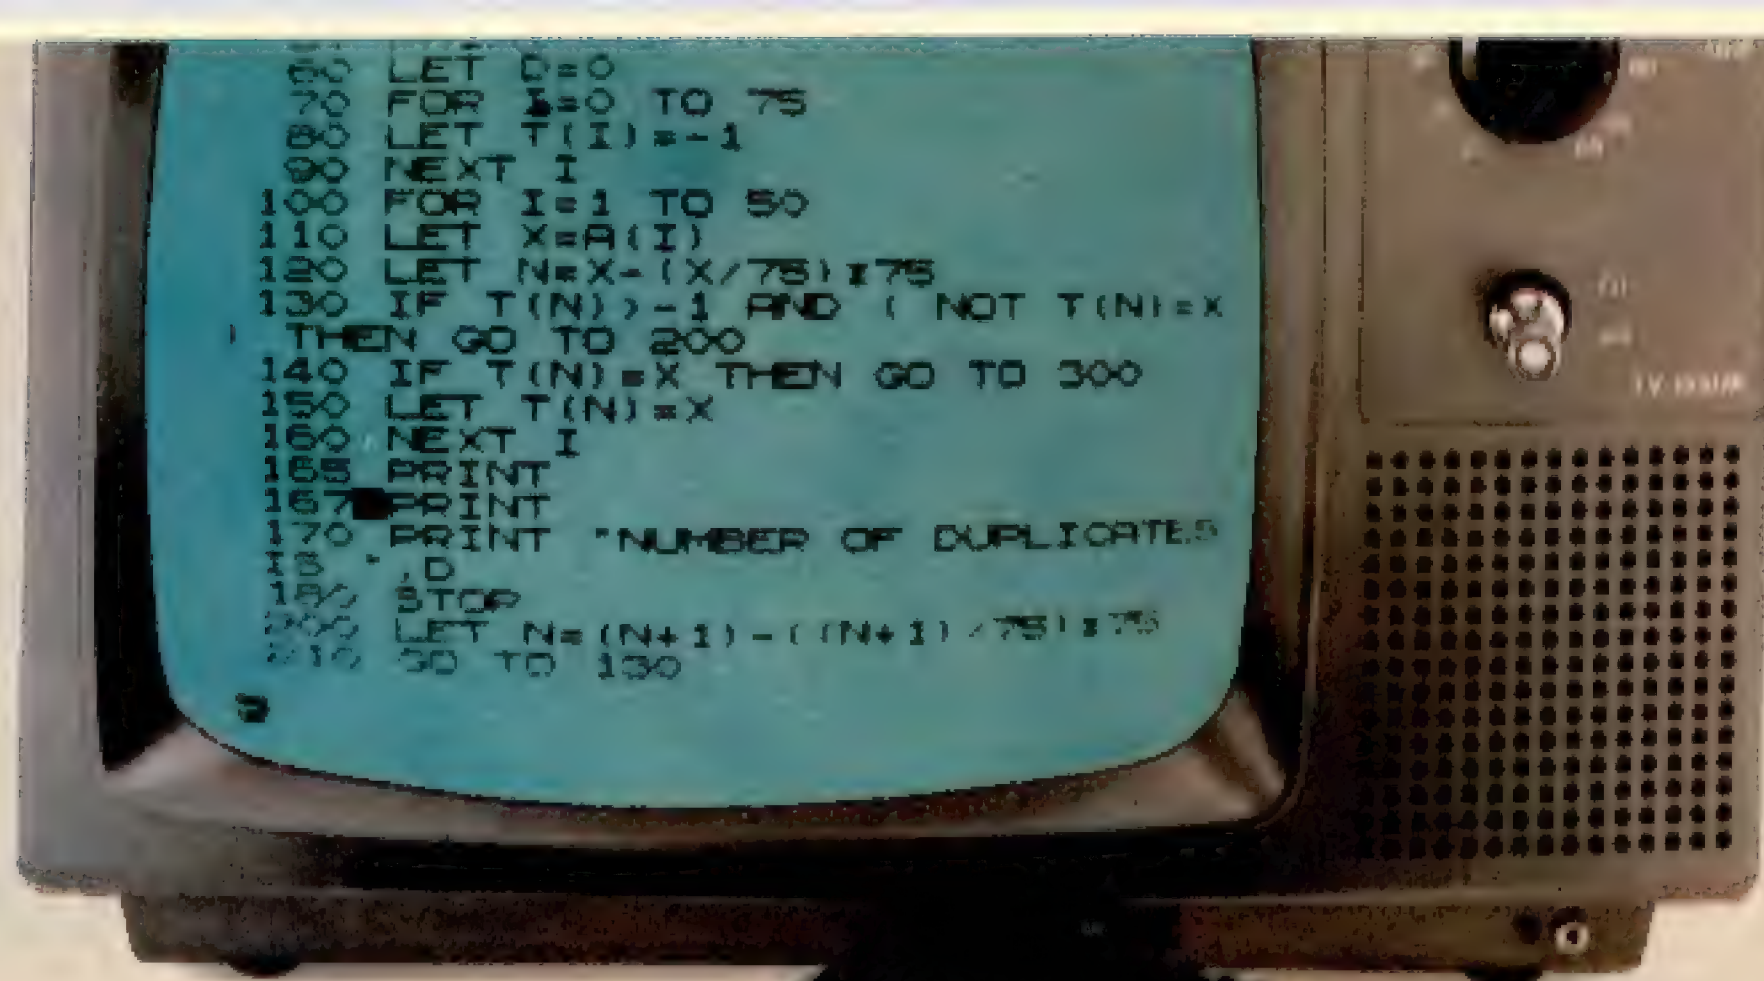 60 LET D=0
70 FOR I=0 TO 75
80 LET T(I)=-1
90 NEXT I
100 FOR I=1 TO 50
110 LET X=A(I)
120 LET N=X-(X/75)*75
130 IF T(N)>-1 AND ( NOT T(N)=X
) THEN GO TO 200
140 IF T(N)=X THEN GO TO 300
150 LET T(N)=X
160 NEXT I
165 PRINT
167 PRINT
170 PRINT "NUMBER OF DUPLICATES
IS ",D
180 STOP
200 LET N=(N+1)-((N+1)/75)*75
210 GO TO 130